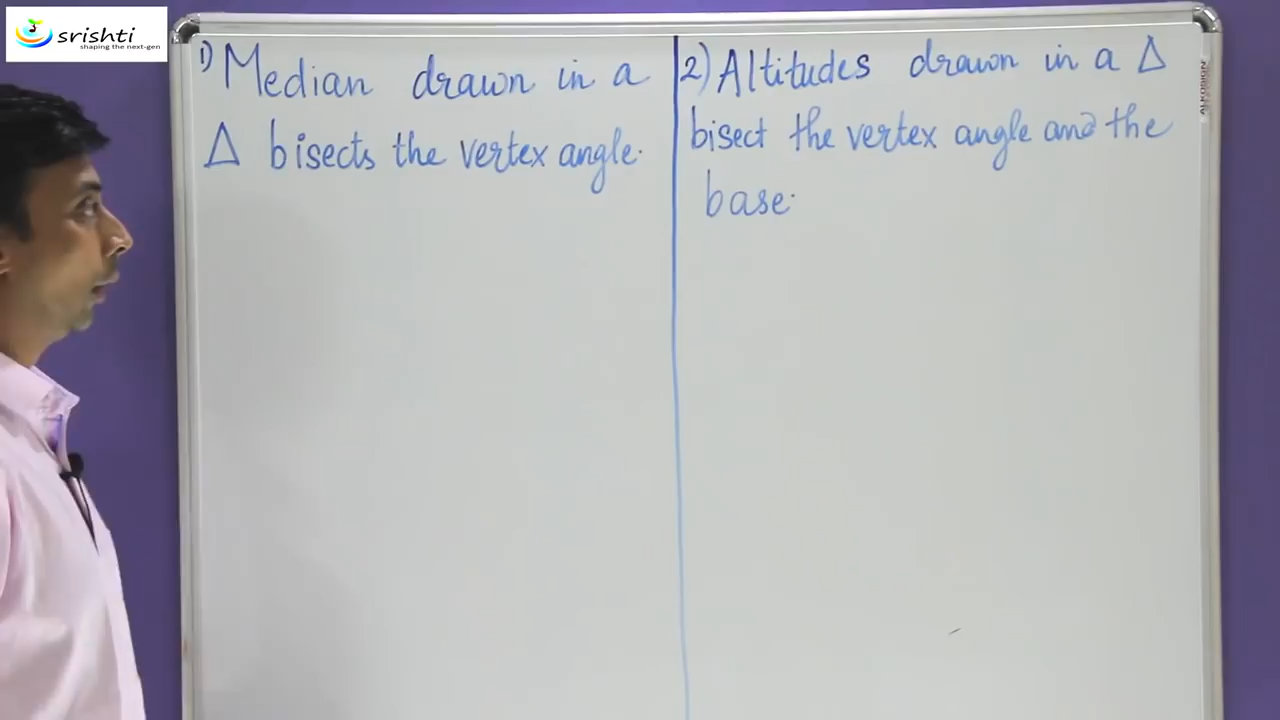 srishti
shaping the next-gen
1) Median drawn in a
Δ bisects the vertex angle.
2) Altitudes drawn in a Δ
bisect the vertex angle and the
base.
ALKOSIGN